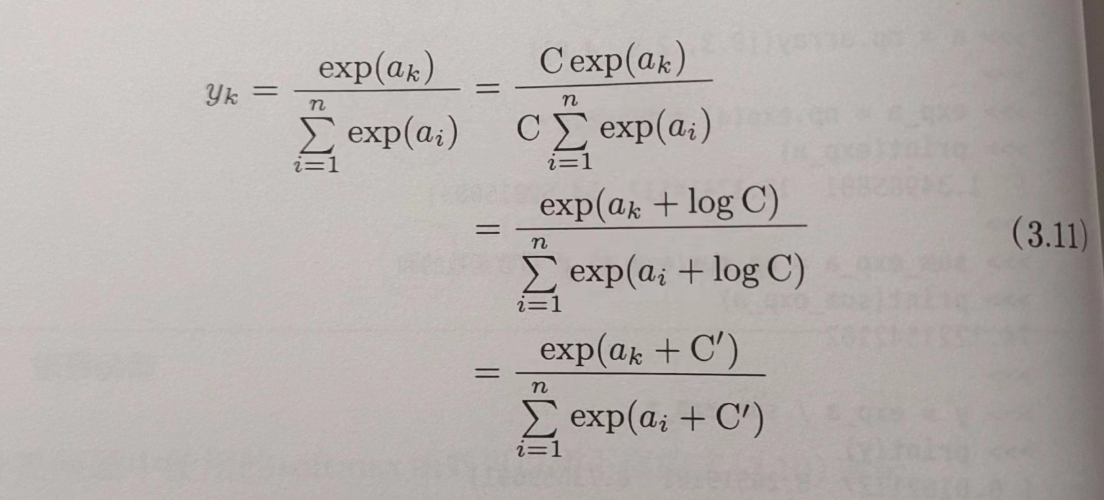 y_k = exp(a_k) / ∑_{i=1}^{n} exp(a_i) = C exp(a_k) / C ∑_{i=1}^{n} exp(a_i)
= exp(a_k + log C) / ∑_{i=1}^{n} exp(a_i + log C)
(3.11)
= exp(a_k + C′) / ∑_{i=1}^{n} exp(a_i + C′)